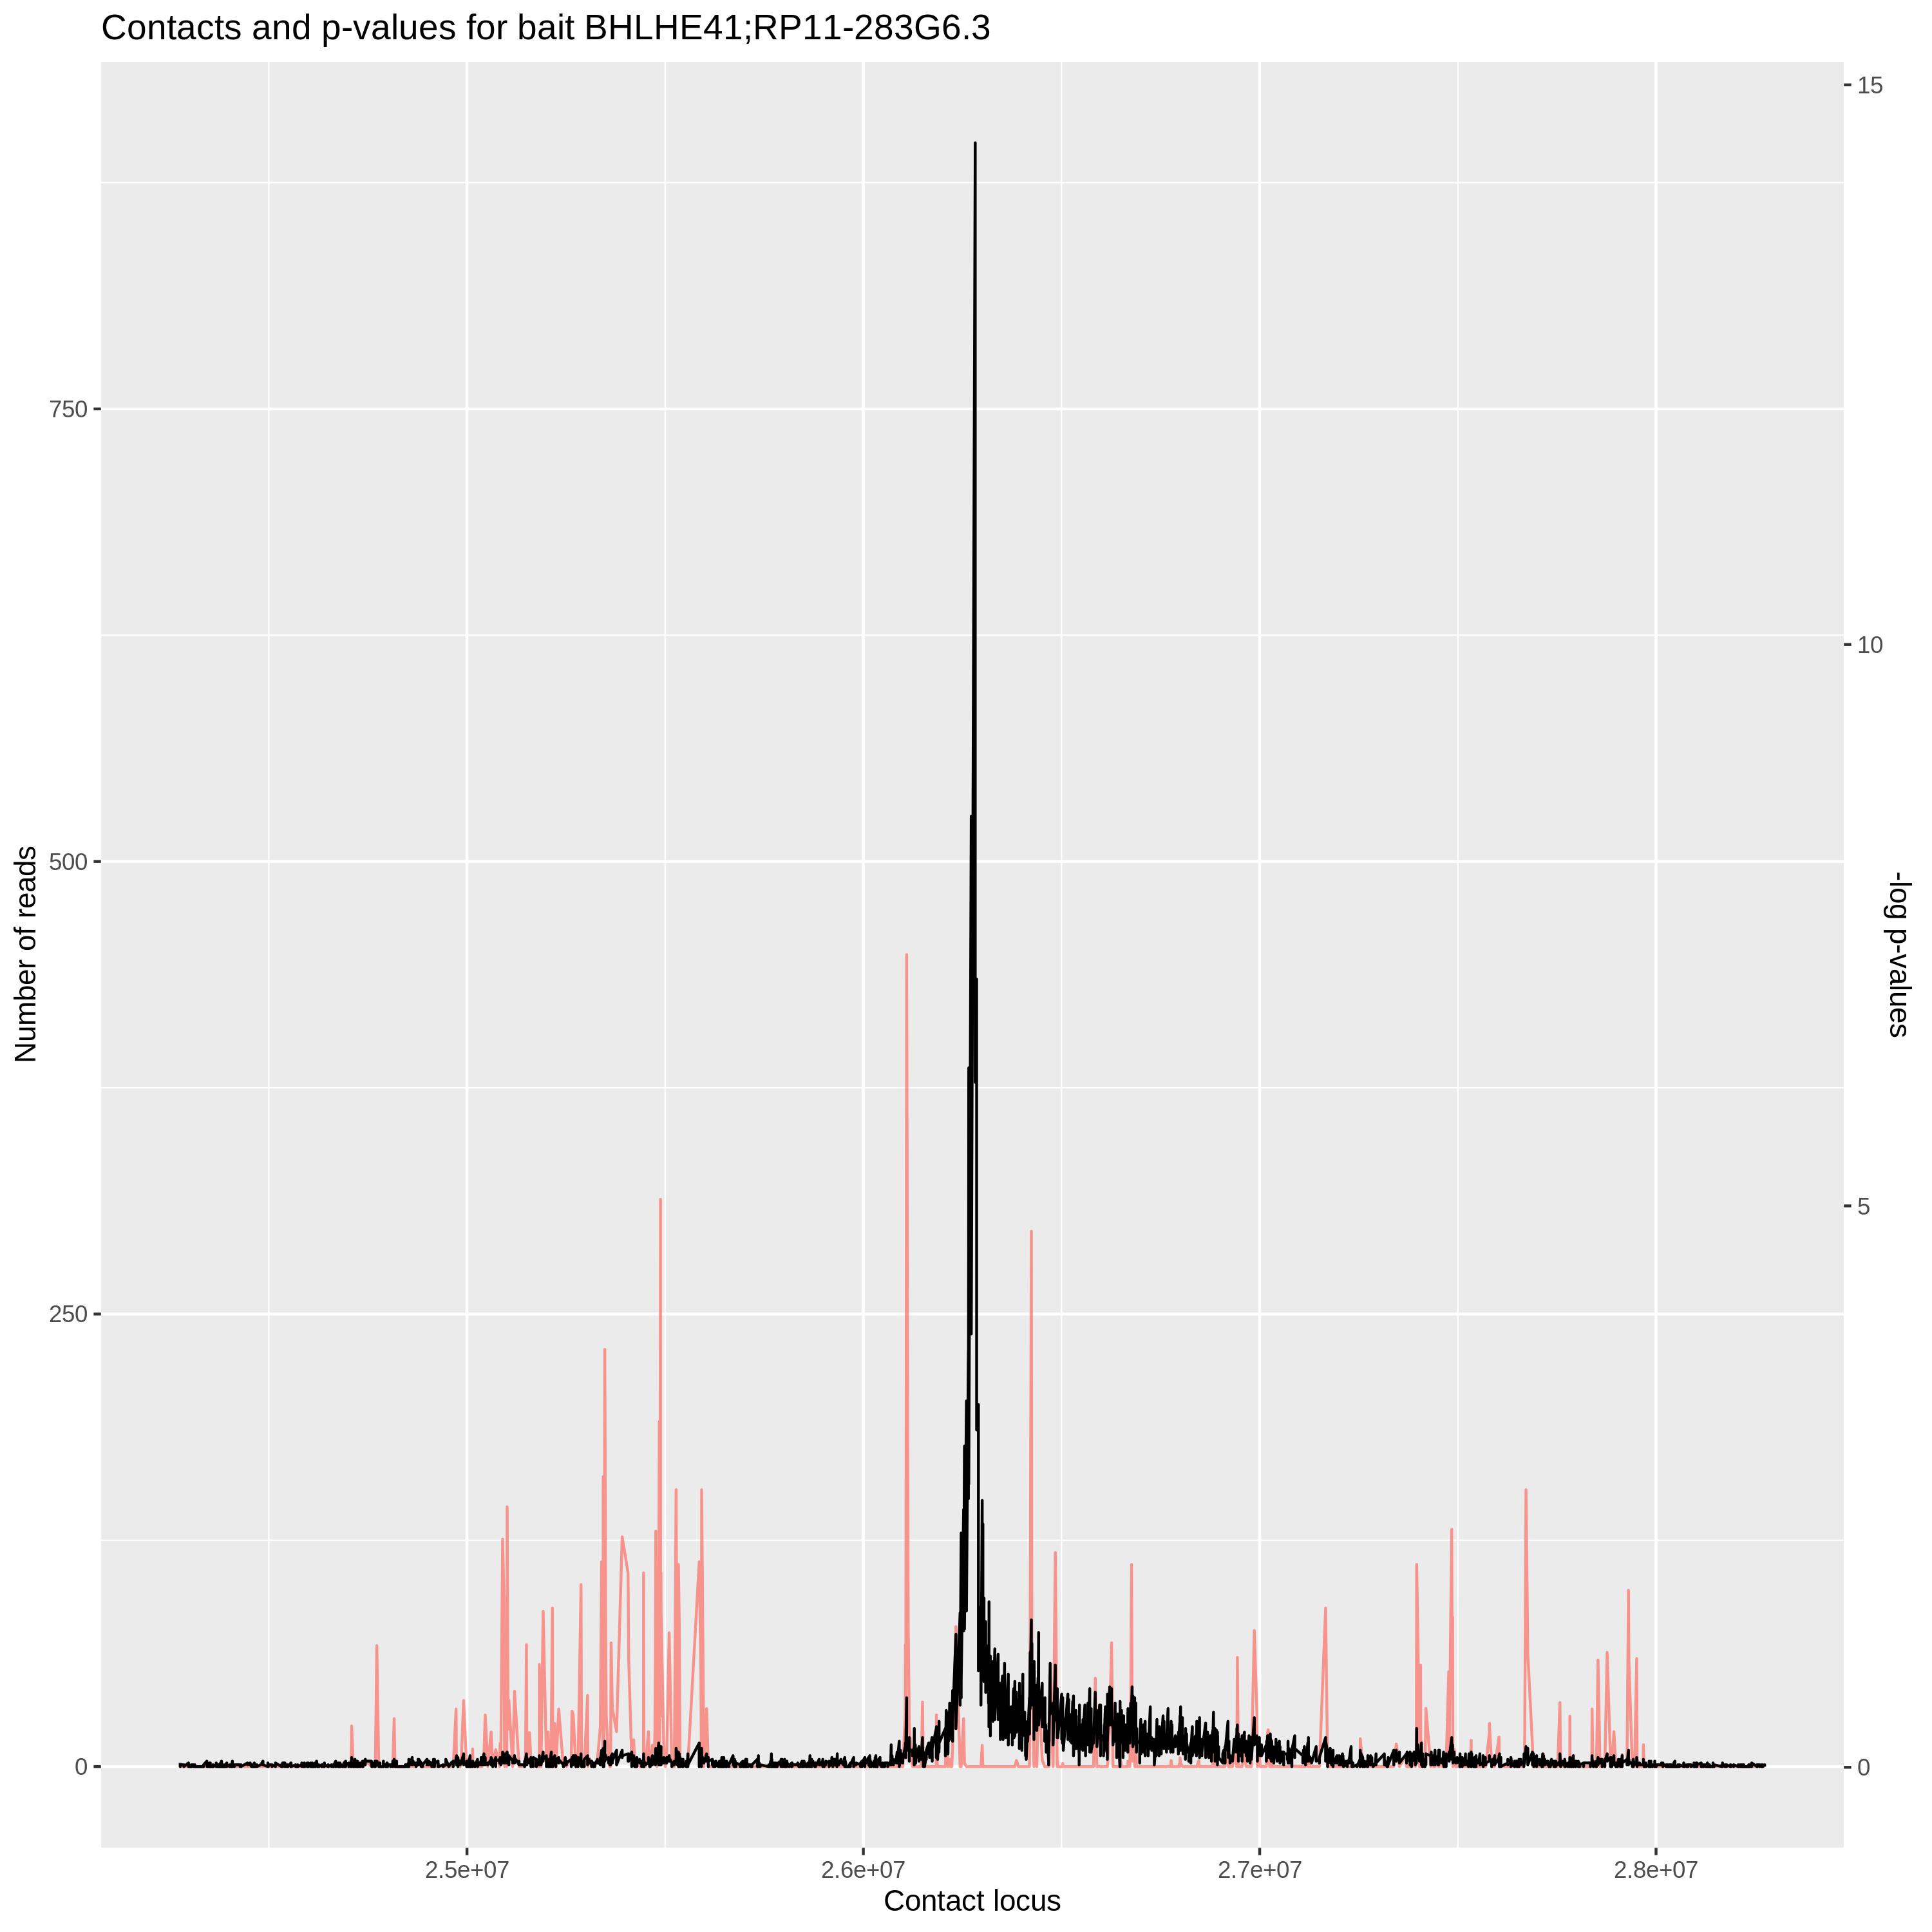 Contacts and p-values for bait BHLHE41;RP11-283G6.3
15
750
10
500
Number of reads
-log p-values
5
250
0
0
2.5e+07
2.6e+07
2.7e+07
2.8e+07
Contact locus